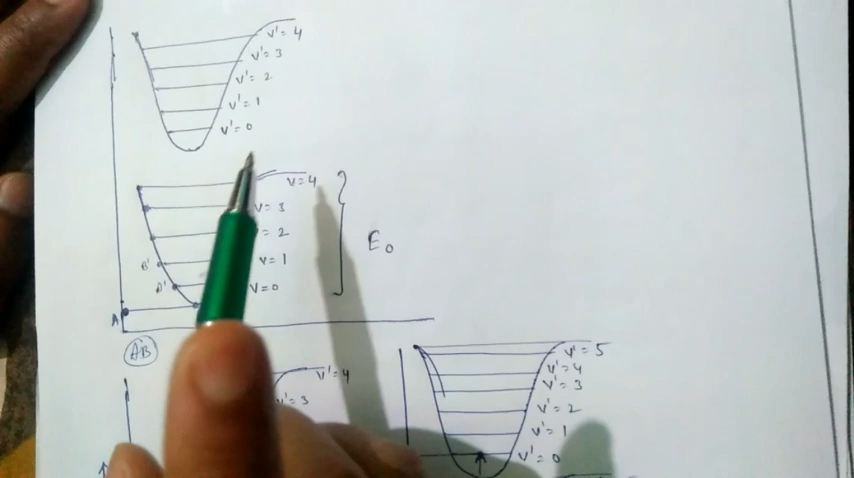 v' = 4
v' = 3
v' = 2
v' = 1
v' = 0
v = 4
v = 3
= 2
B' v = 1
A' v = 0
E₀
A
AB
v' = 4
v' = 3
v' = 5
v' = 4
v' = 3
v' = 2
v' = 1
v' = 0